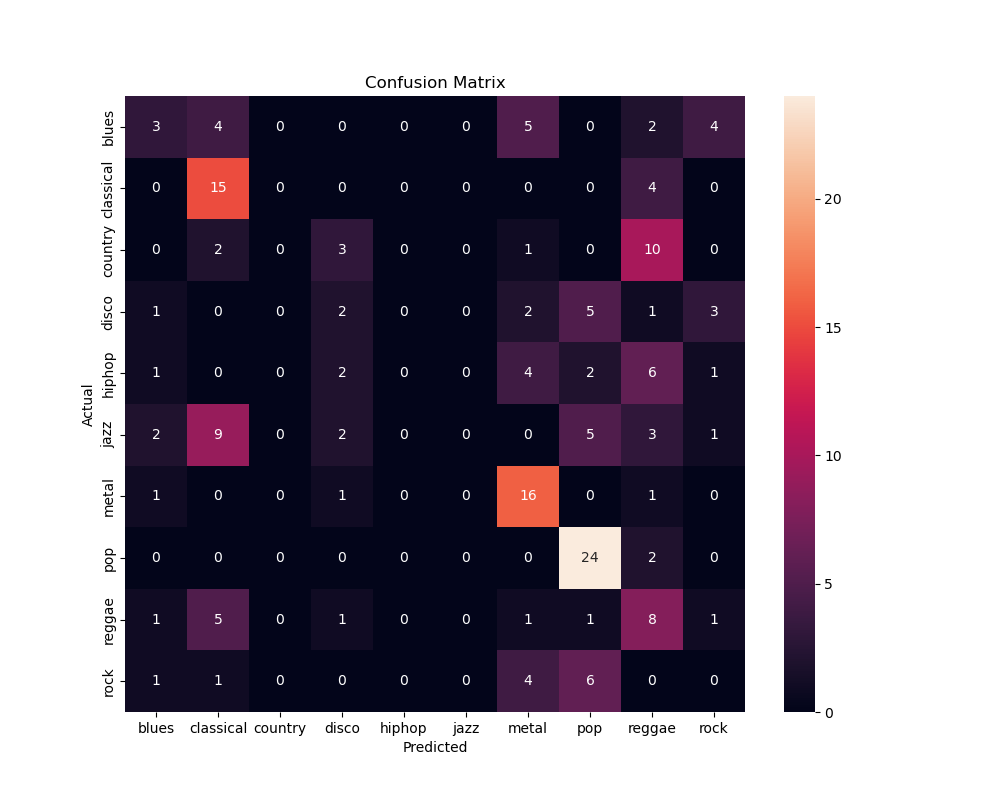 Confusion Matrix
Actual
blues 3 4 0 0 0 0 5 0 2 4
classical 0 15 0 0 0 0 0 0 4 0
country 0 2 0 3 0 0 1 0 10 0
disco 1 0 0 2 0 0 2 5 1 3
hiphop 1 0 0 2 0 0 4 2 6 1
jazz 2 9 0 2 0 0 0 5 3 1
metal 1 0 0 1 0 0 16 0 1 0
pop 0 0 0 0 0 0 0 24 2 0
reggae 1 5 0 1 0 0 1 1 8 1
rock 1 1 0 0 0 0 4 6 0 0
blues classical country disco hiphop jazz metal pop reggae rock
Predicted
20
15
10
5
0